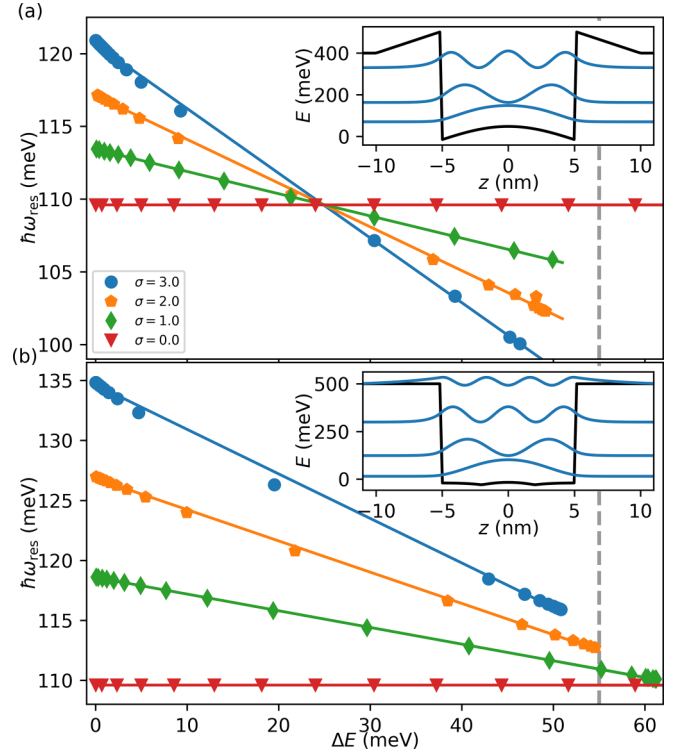 (a)
120
115
110
105
100
ħω_res (meV)
σ = 3.0
σ = 2.0
σ = 1.0
σ = 0.0
400
200
0
E (meV)
−10 −5 0 5 10
z (nm)
(b)
135
130
125
120
115
110
ħω_res (meV)
500
250
0
E (meV)
−10 −5 0 5 10
z (nm)
0 10 20 30 40 50 60
ΔE (meV)